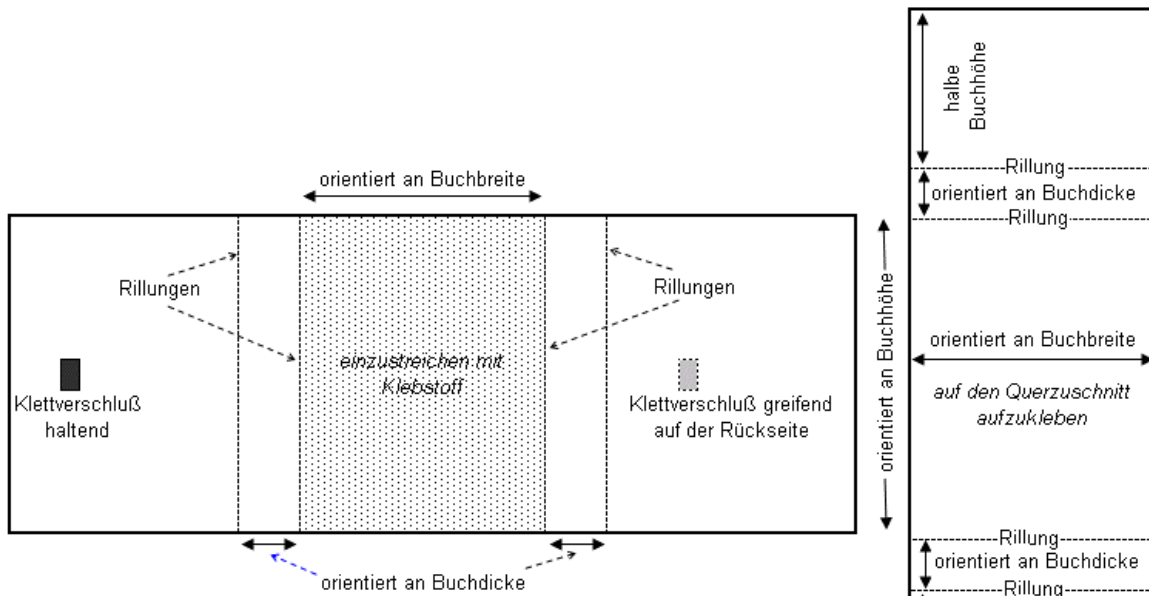 orientiert an Buchbreite
Rillungen
Rillungen
einzustreichen mit
Klebstoff
Klettverschluß
haltend
Klettverschluß greifend
auf der Rückseite
orientiert an Buchdicke
orientiert an Buchhöhe
halbe
Buchhöhe
Rillung
orientiert an Buchdicke
Rillung
orientiert an Buchbreite
auf den Querzuschnitt
aufzukleben
Rillung
orientiert an Buchdicke
Rillung